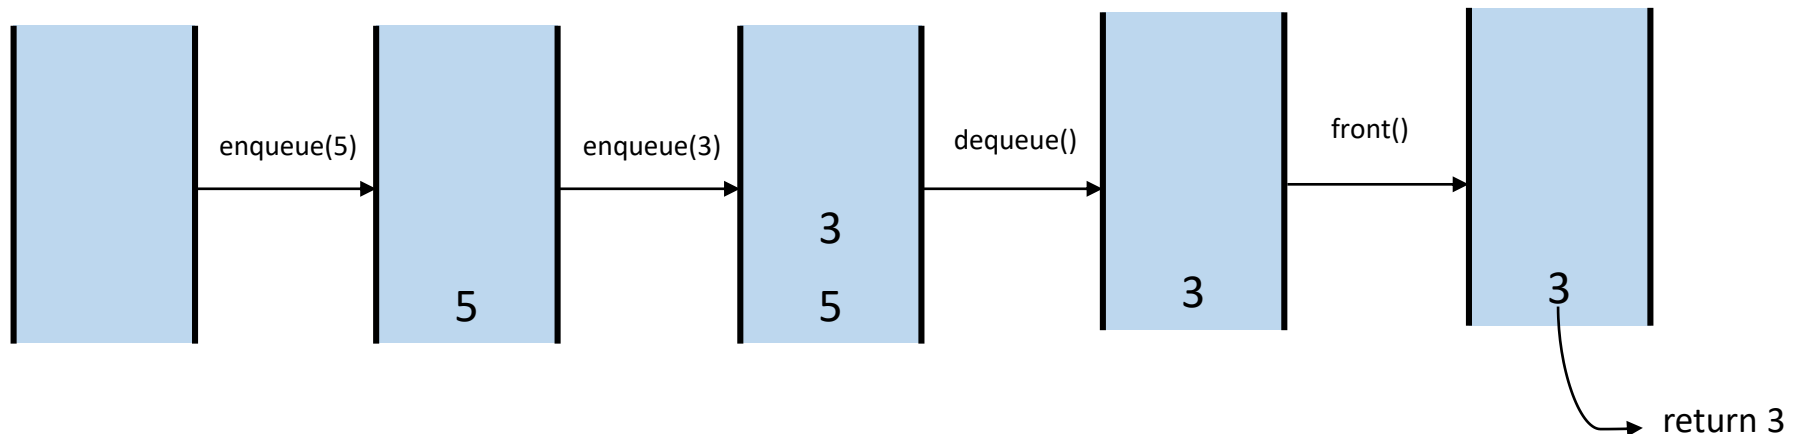 enqueue(5)
enqueue(3)
dequeue()
front()
5
3
5
3
3
return 3